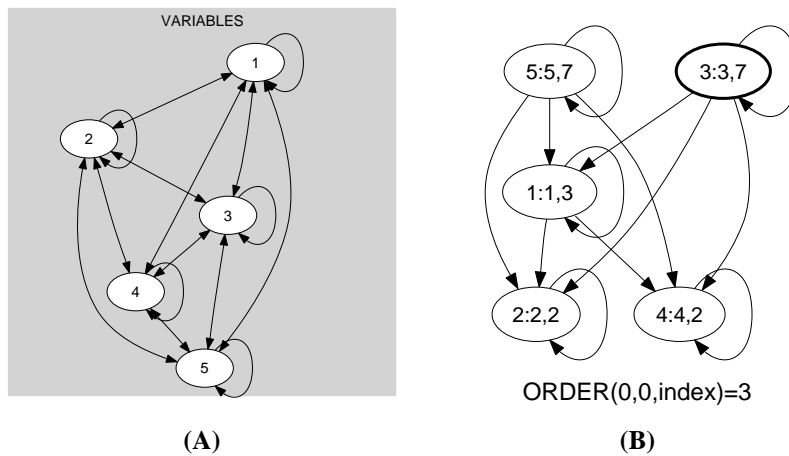 VARIABLES
1
2
3
4
5
(A)
5:5,7
3:3,7
1:1,3
2:2,2
4:4,2
ORDER(0,0,index)=3
(B)